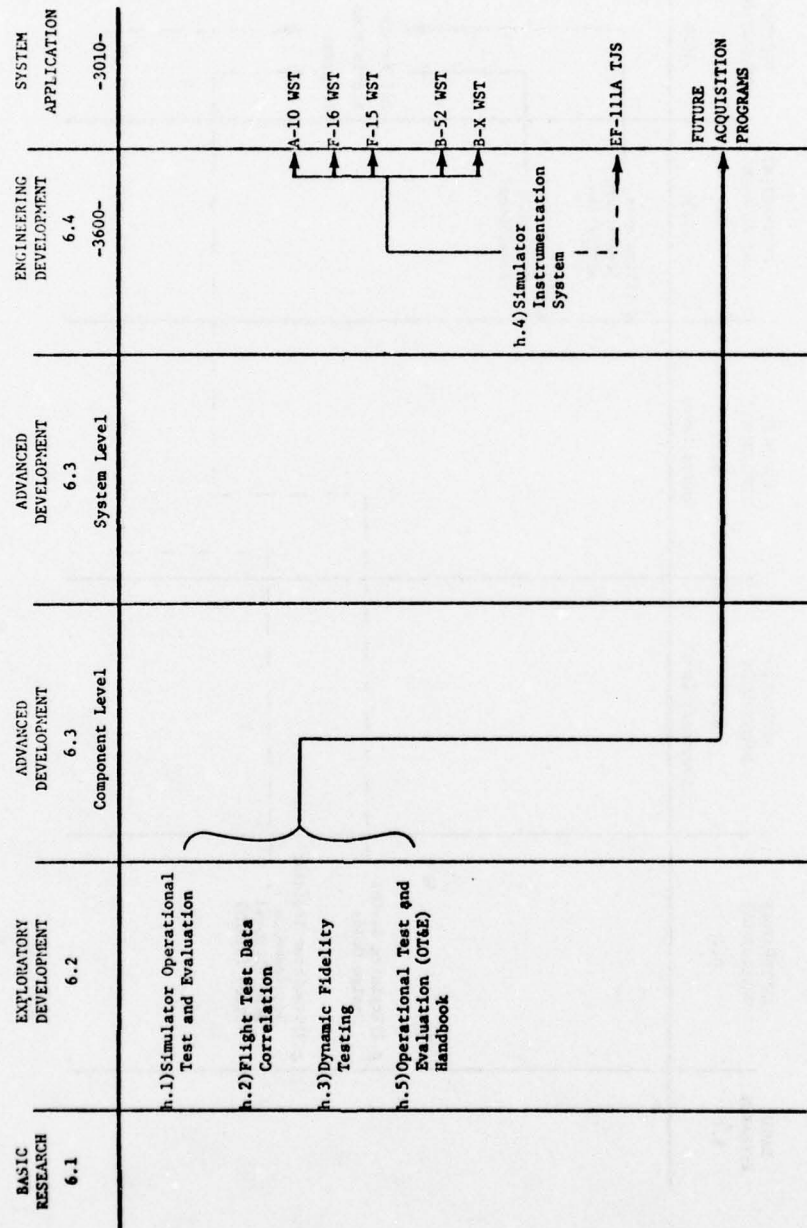 BASIC
RESEARCH
6.1
EXPLORATORY
DEVELOPMENT
6.2
ADVANCED
DEVELOPMENT
6.3
Component Level
ADVANCED
DEVELOPMENT
6.3
System Level
ENGINEERING
DEVELOPMENT
6.4
-3600-
SYSTEM
APPLICATION
-3010-
h.1)Simulator Operational
Test and Evaluation
h.2)Flight Test Data
Correlation
h.3)Dynamic Fidelity
Testing
h.5)Operational Test and
Evaluation (OT&E)
Handbook
h.4)Simulator
Instrumentation
System
A-10 WST
F-16 WST
F-15 WST
B-52 WST
B-X WST
EF-111A TJS
FUTURE
ACQUISITION
PROGRAMS